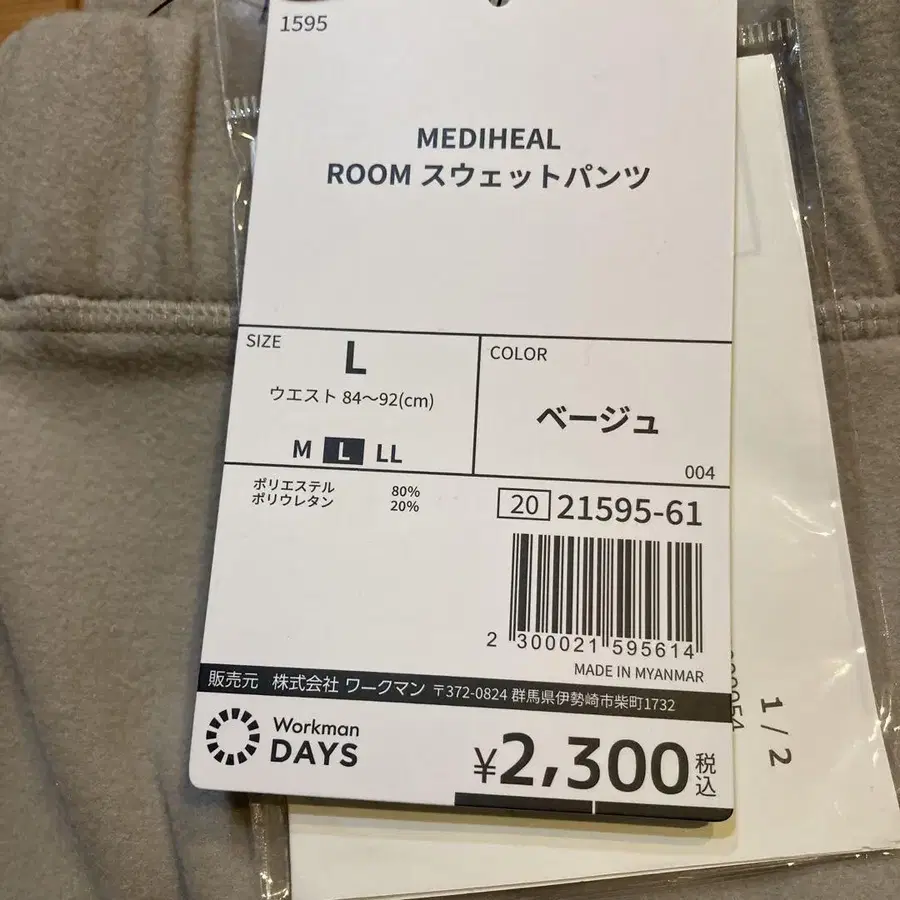 1595
MEDIHEAL
ROOM スウェットパンツ
SIZE
L
ウエスト 84～92(cm)
M L LL
COLOR
ベージュ
004
ポリエステル 80%
ポリウレタン 20%
20 21595-61
2 300021 595614
MADE IN MYANMAR
販売元 株式会社 ワークマン 〒372-0824 群馬県伊勢崎市柴町1732
Workman
DAYS
¥2,300 税込
1 / 2